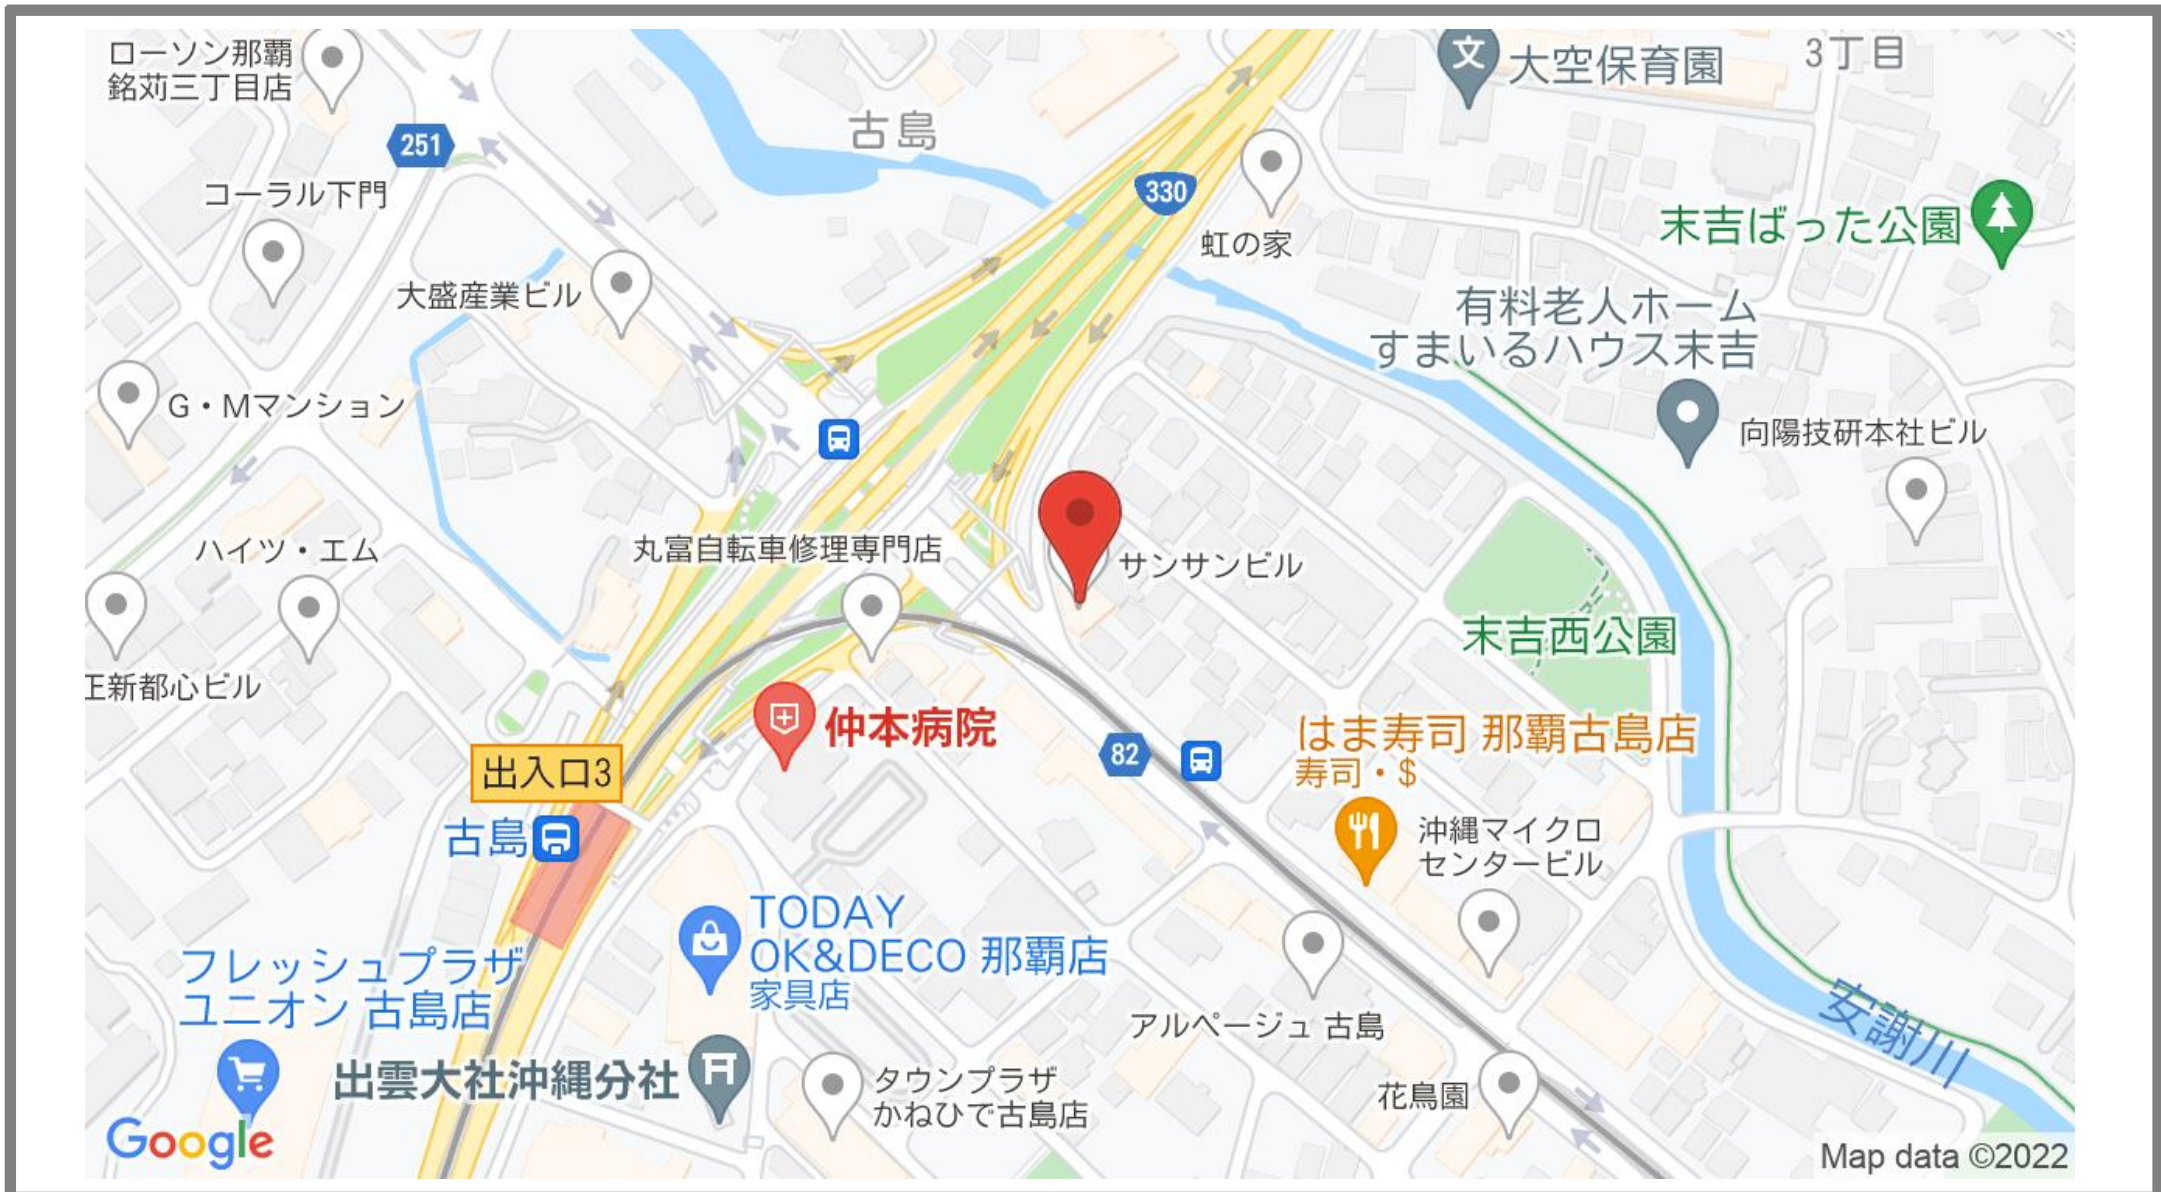 ローソン那覇
銘苅三丁目店
251
古島
330
大空保育園
3丁目
コーラル下門
虹の家
末吉ばった公園
大盛産業ビル
有料老人ホーム
すまいるハウス末吉
G・Mマンション
向陽技研本社ビル
ハイツ・エム
丸富自転車修理専門店
サンサンビル
末吉西公園
正新都心ビル
仲本病院
82
はま寿司 那覇古島店
寿司・$
出入口3
古島
沖縄マイクロ
センタービル
TODAY
OK&DECO 那覇店
家具店
フレッシュプラザ
ユニオン 古島店
アルページュ 古島
安謝川
出雲大社沖縄分社
タウンプラザ
かねひで古島店
花鳥園
Google
Map data ©2022